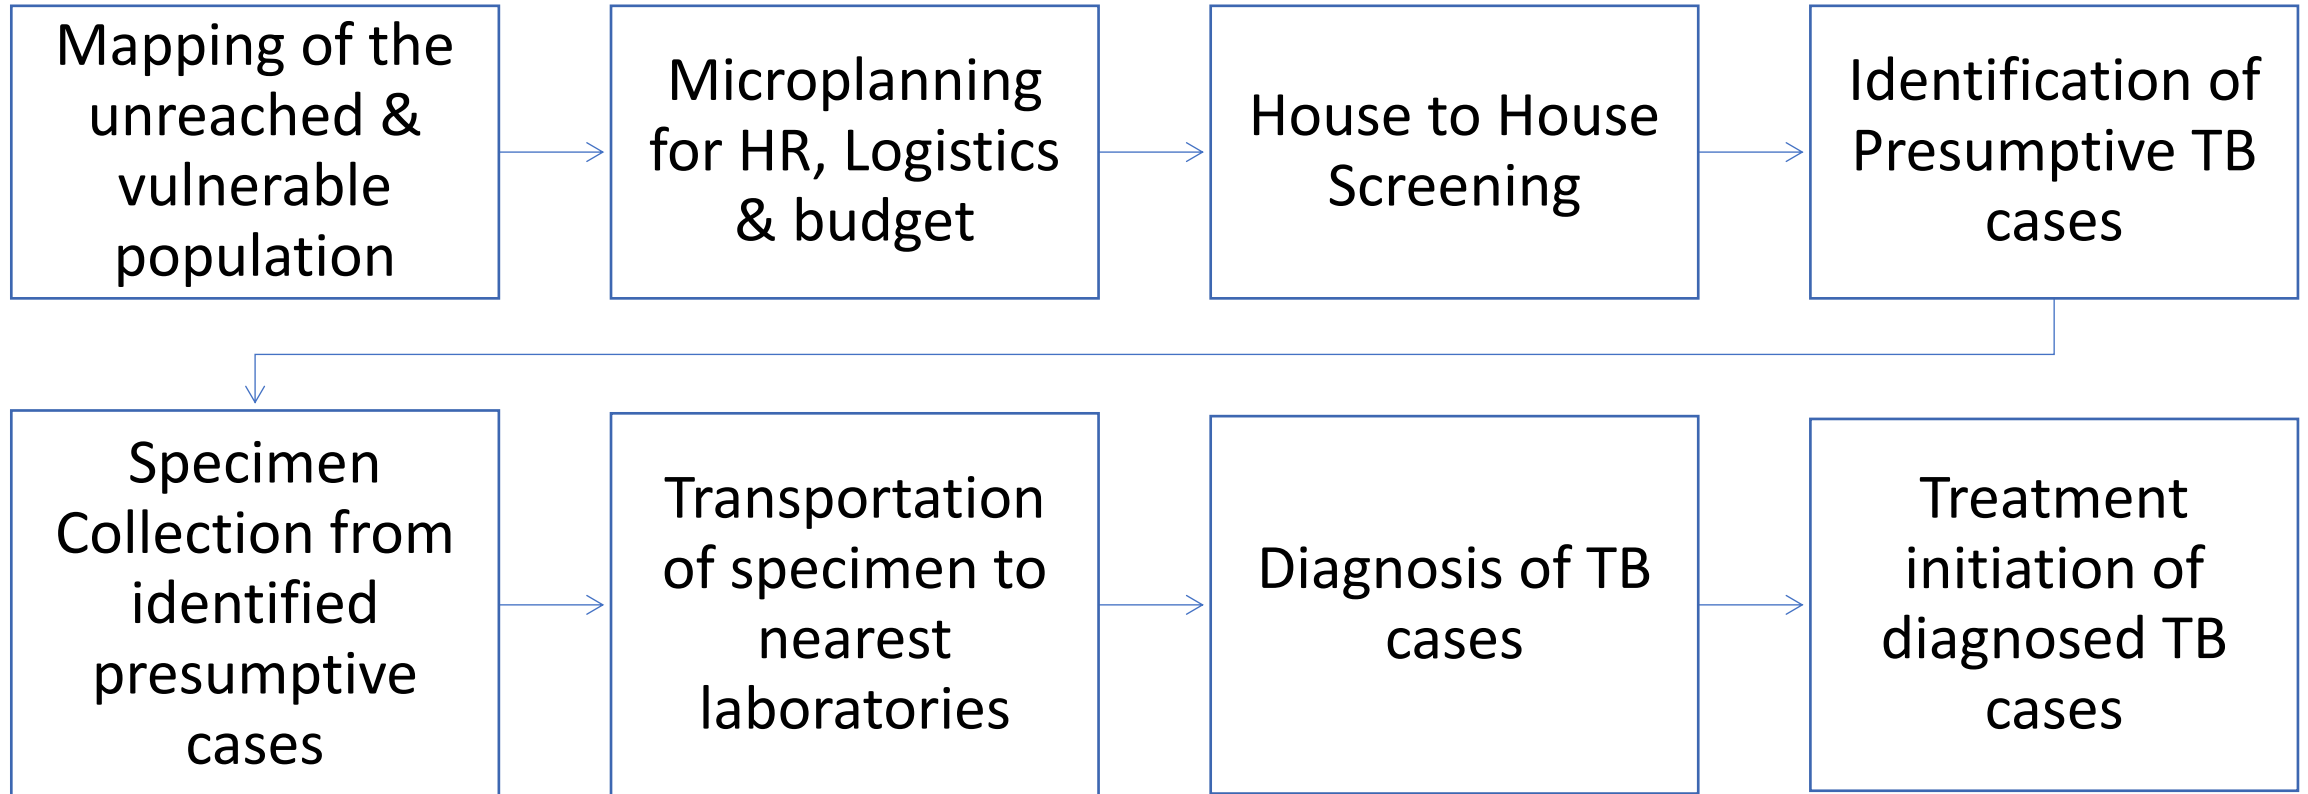 Mapping of the
unreached &
vulnerable
population
Microplanning
for HR, Logistics
& budget
House to House
Screening
Identification of
Presumptive TB
cases
Specimen
Collection from
identified
presumptive
cases
Transportation
of specimen to
nearest
laboratories
Diagnosis of TB
cases
Treatment
initiation of
diagnosed TB
cases